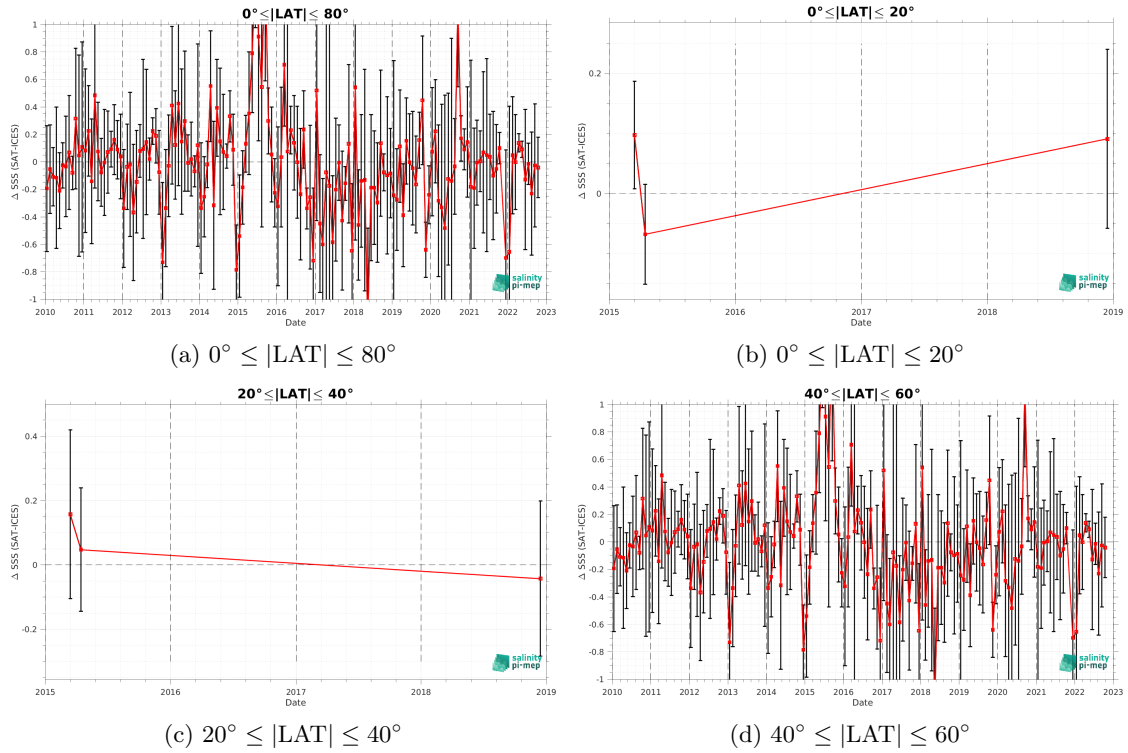 0°≤|LAT|≤ 80°
1
0.8
0.6
0.4
0.2
0
-0.2
-0.4
-0.6
-0.8
-1
Δ SSS (SAT-ICES)
2010 2011 2012 2013 2014 2015 2016 2017 2018 2019 2020 2021 2022 2023
Date
salinity
pi-mep
(a) 0° ≤ |LAT| ≤ 80°
0°≤|LAT|≤ 20°
0.2
0
Δ SSS (SAT-ICES)
2015 2016 2017 2018 2019
Date
salinity
pi-mep
(b) 0° ≤ |LAT| ≤ 20°
20°≤|LAT|≤ 40°
0.4
0.2
0
-0.2
Δ SSS (SAT-ICES)
2015 2016 2017 2018 2019
Date
salinity
pi-mep
(c) 20° ≤ |LAT| ≤ 40°
40°≤|LAT|≤ 60°
1
0.8
0.6
0.4
0.2
0
-0.2
-0.4
-0.6
-0.8
-1
Δ SSS (SAT-ICES)
2010 2011 2012 2013 2014 2015 2016 2017 2018 2019 2020 2021 2022 2023
Date
salinity
pi-mep
(d) 40° ≤ |LAT| ≤ 60°